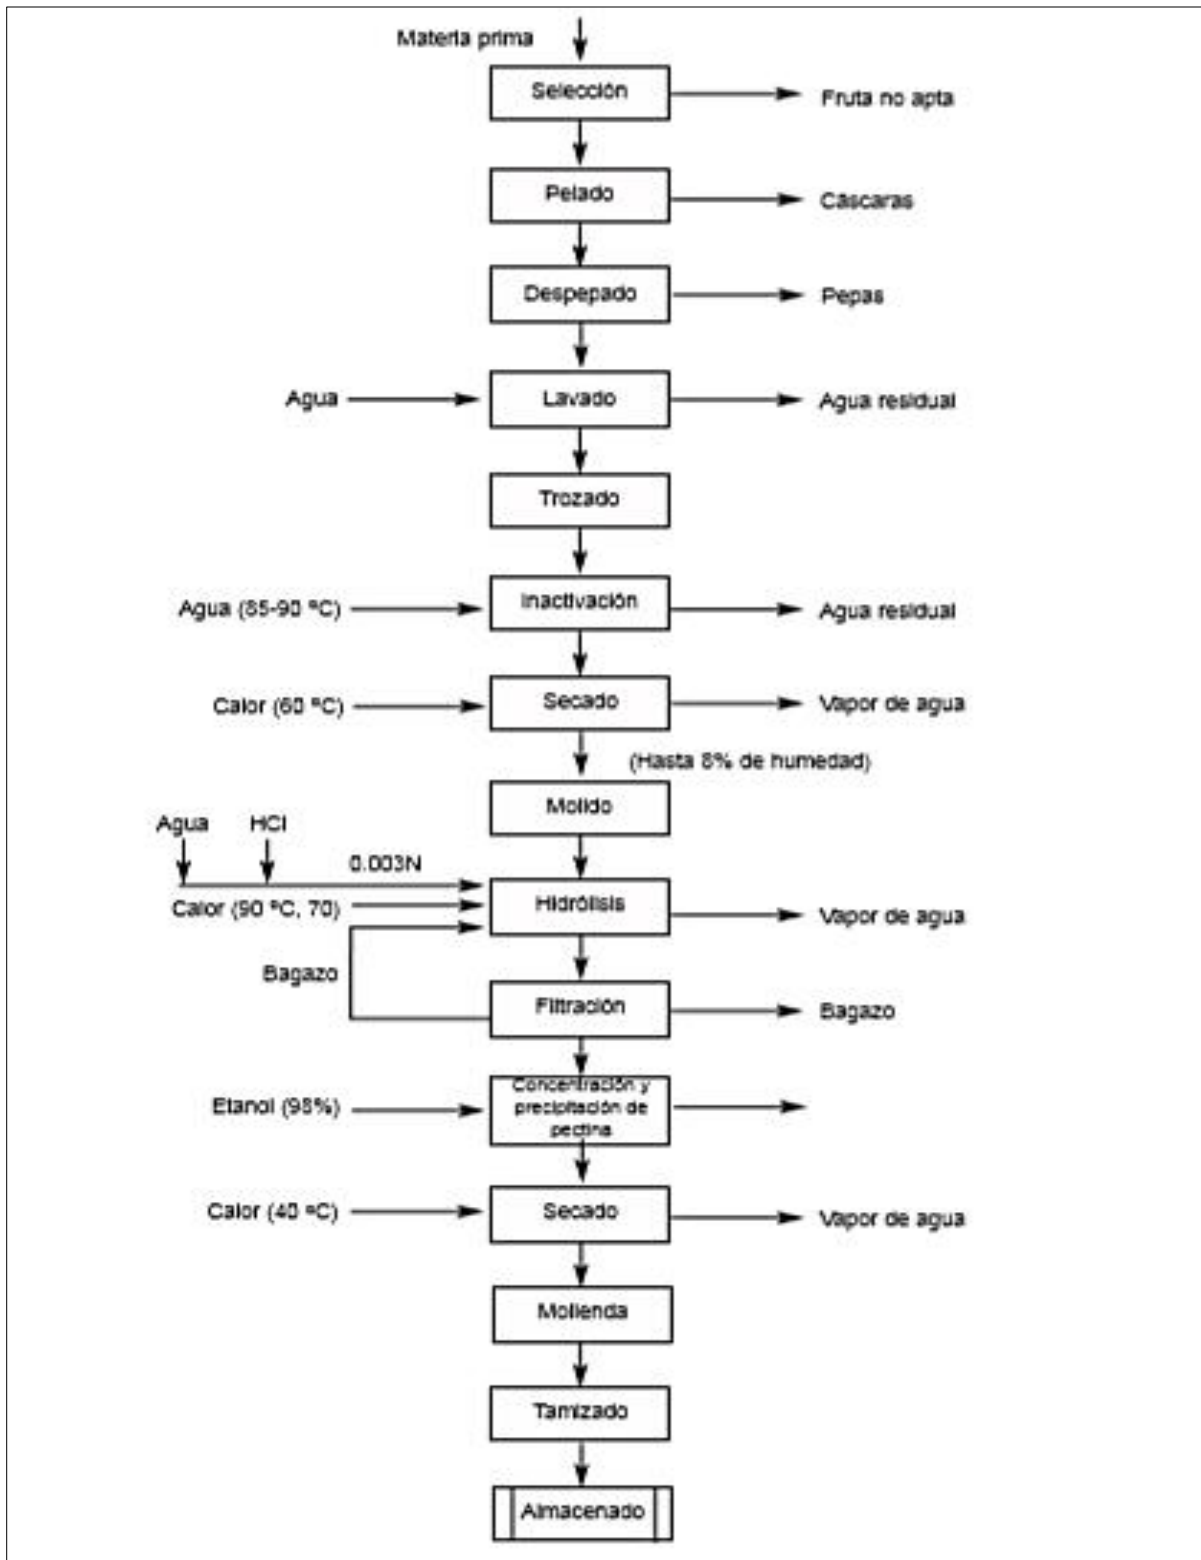 Materia prima
Selección
Fruta no apta
Pelado
Cáscaras
Despepado
Pepas
Agua
Lavado
Agua residual
Trozado
Agua (85-90 ºC)
Inactivación
Agua residual
Calor (60 ºC)
Secado
Vapor de agua
(Hasta 8% de humedad)
Molido
Agua
HCl
0.003N
Calor (90 ºC, 70)
Hidrólisis
Vapor de agua
Bagazo
Filtración
Bagazo
Etanol (98%)
Concentración y
precipitación de
pectina
Calor (40 ºC)
Secado
Vapor de agua
Molienda
Tamizado
Almacenado